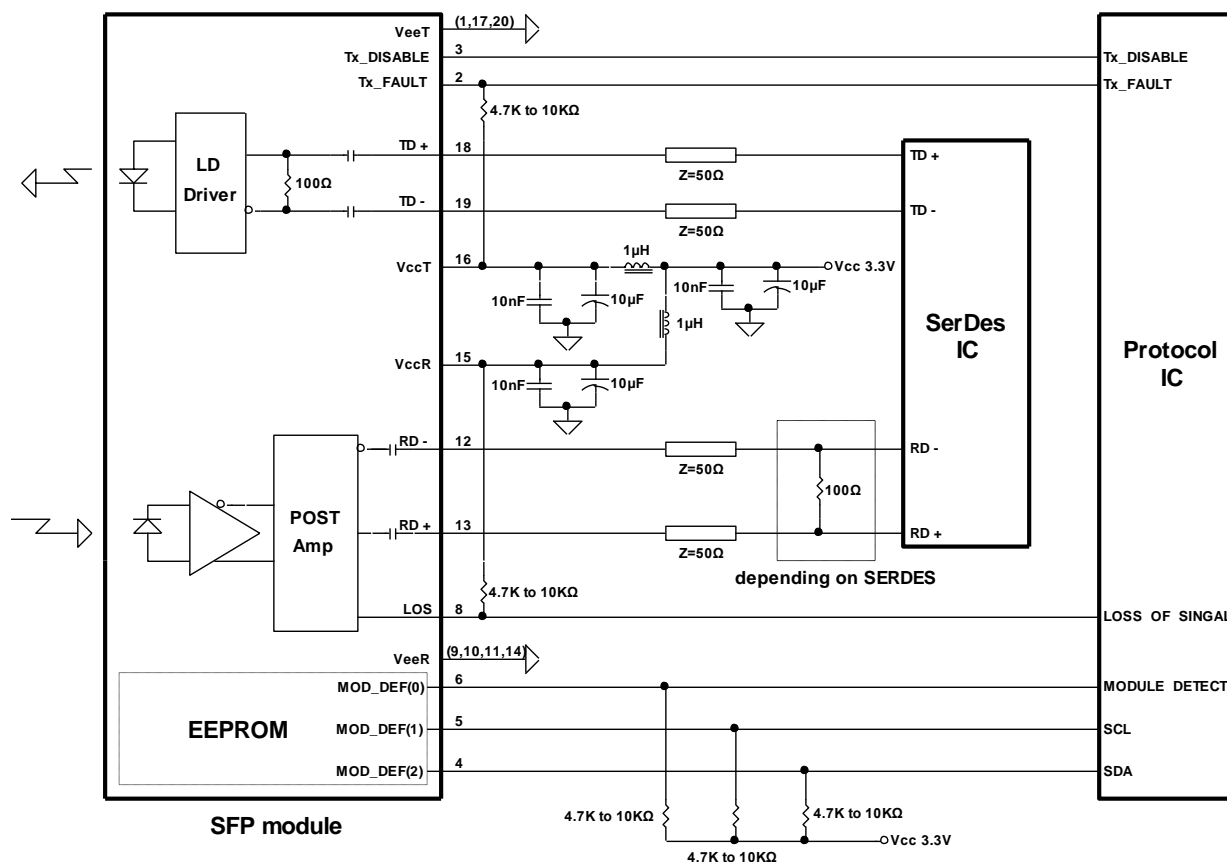 VeeT (1,17,20)
Tx_DISABLE 3 Tx_DISABLE
Tx_FAULT 2 Tx_FAULT
4.7K to 10KΩ
LD
Driver
100Ω
TD + 18 TD +
Z=50Ω
TD - 19 TD -
Z=50Ω
1µH
VccT 16 Vcc 3.3V
10nF 10µF 10nF 10µF
1µH
SerDes
IC
Protocol
IC
VccR 15
10nF 10µF
RD - 12 RD -
Z=50Ω
100Ω
POST
Amp
RD + 13 RD +
Z=50Ω
depending on SERDES
4.7K to 10KΩ
LOS 8 LOSS OF SINGAL
VeeR (9,10,11,14)
MOD_DEF(0) 6 MODULE DETECT
EEPROM
MOD_DEF(1) 5 SCL
MOD_DEF(2) 4 SDA
4.7K to 10KΩ 4.7K to 10KΩ
SFP module
Vcc 3.3V
4.7K to 10KΩ